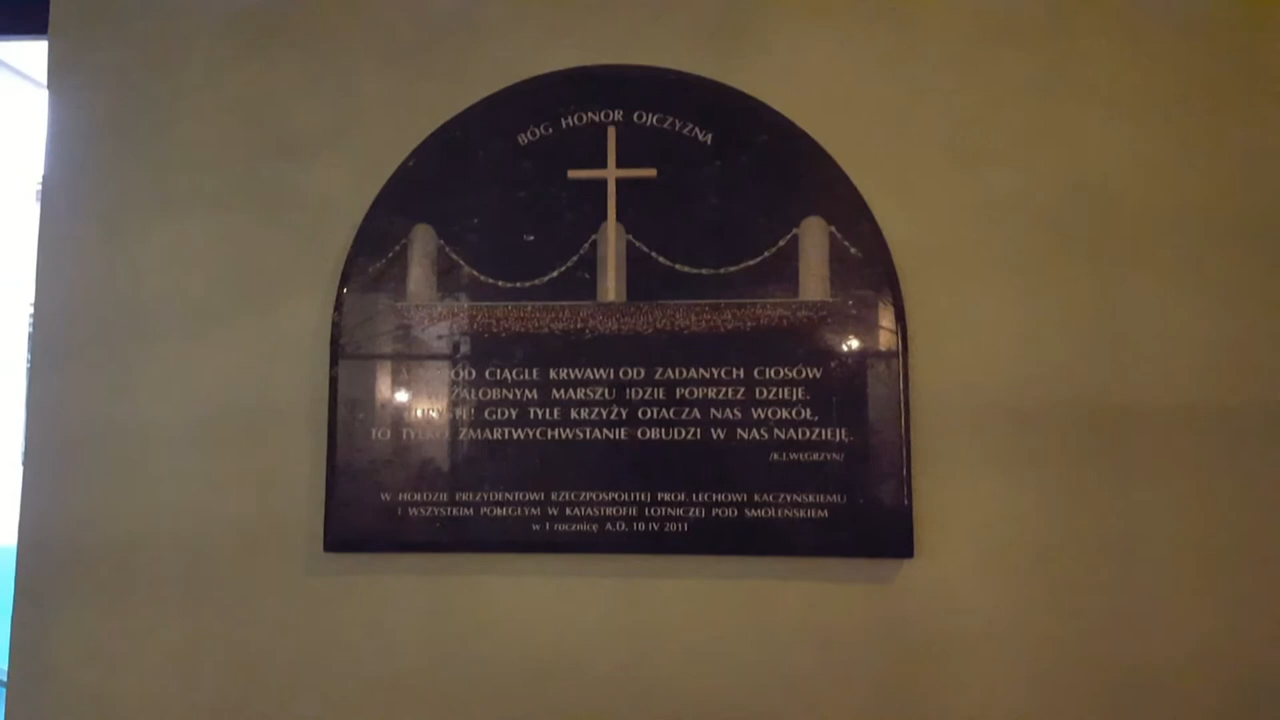 BÓG HONOR OJCZYZNA
CIĄGLE KRWAWI OD ZADANYCH CIOSÓW
ŻAŁOBNYM MARSZU IDZIE POPRZEZ DZIEJE.
GDY TYLE KRZYŻY OTACZA NAS WOKÓŁ,
TO TYLKO ZMARTWYCHWSTANIE OBUDZI W NAS NADZIEJĘ.
/K.J.WĘGRZYN/
W HOŁDZIE PREZYDENTOWI RZECZPOSPOLITEJ PROF. LECHOWI KACZYŃSKIEMU
I WSZYSTKIM POLEGŁYM W KATASTROFIE LOTNICZEJ POD SMOLEŃSKIEM
w I rocznicę A.D. 10 IV 2011